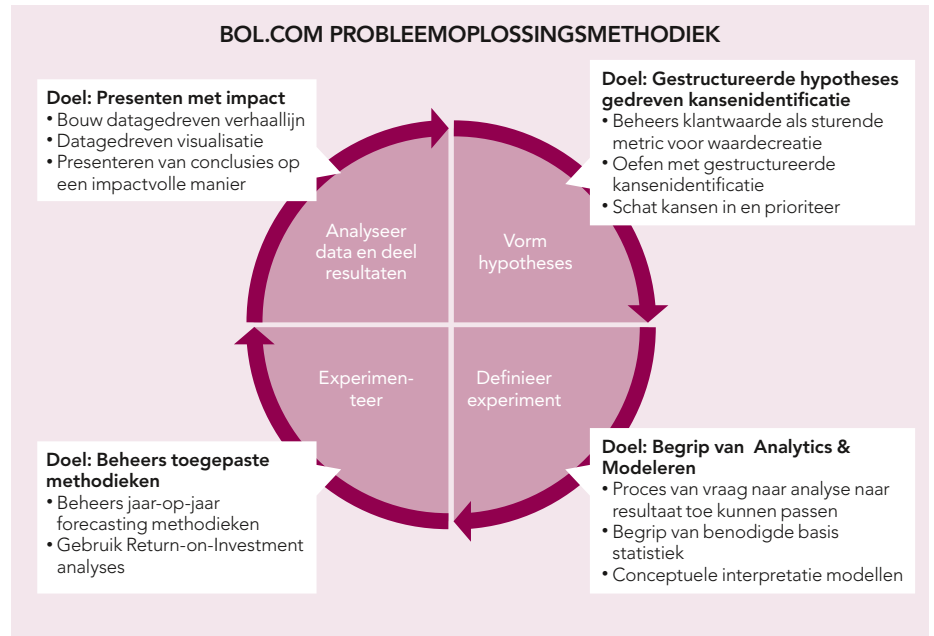 BOL.COM PROBLEEMOPLOSSINGSMETHODIEK
Doel: Presenten met impact
• Bouw datagedreven verhaallijn
• Datagedreven visualisatie
• Presenteren van conclusies op
een impactvolle manier
Doel: Gestructureerde hypotheses
gedreven kansenidentificatie
• Beheers klantwaarde als sturende
metric voor waardecreatie
• Oefen met gestructureerde
kansenidentificatie
• Schat kansen in en prioriteer
Analyseer
data en deel
resultaten
Vorm
hypotheses
Experimen-
teer
Definieer
experiment
Doel: Beheers toegepaste
methodieken
• Beheers jaar-op-jaar
forecasting methodieken
• Gebruik Return-on-Investment
analyses
Doel: Begrip van Analytics &
Modeleren
• Proces van vraag naar analyse naar
resultaat toe kunnen passen
• Begrip van benodigde basis
statistiek
• Conceptuele interpretatie modellen